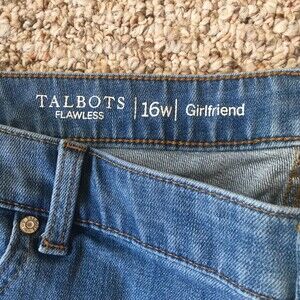 TALBOTS
FLAWLESS
16W
Girlfriend